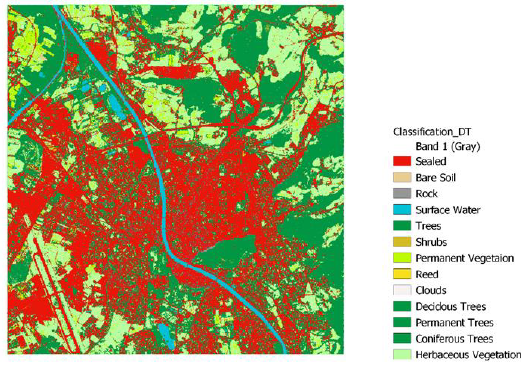 Classification_DT
Band 1 (Gray)
Sealed
Bare Soil
Rock
Surface Water
Trees
Shrubs
Permanent Vegetaion
Reed
Clouds
Decidous Trees
Permanent Trees
Coniferous Trees
Herbaceous Vegetation